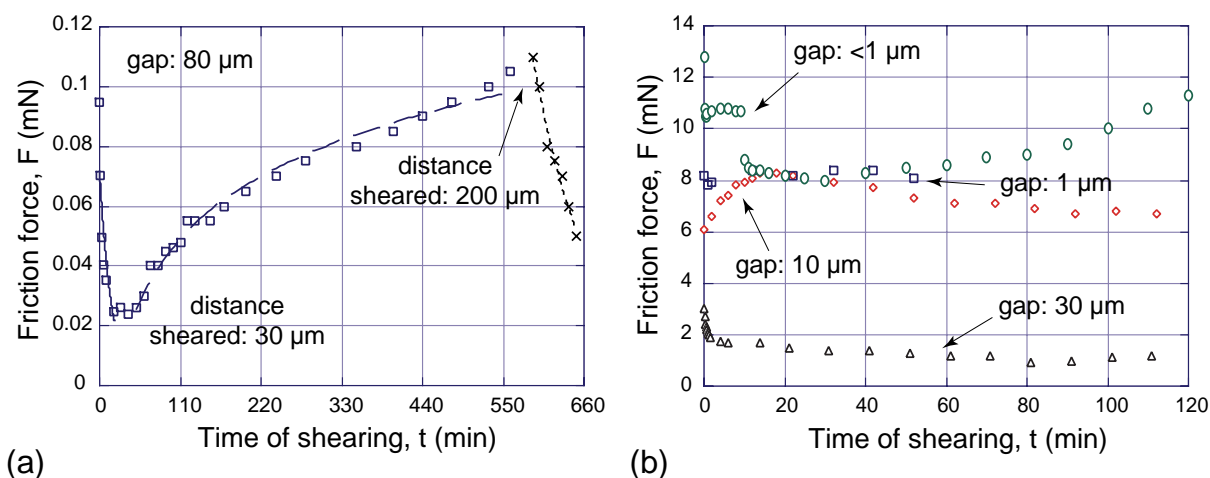 0.12
0.1
0.08
0.06
0.04
0.02
0
Friction force, F (mN)
gap: 80 µm
distance
sheared: 200 µm
distance
sheared: 30 µm
0 110 220 330 440 550 660
Time of shearing, t (min)
(a)
14
12
10
8
6
4
2
0
Friction force, F (mN)
gap: <1 µm
gap: 1 µm
gap: 10 µm
gap: 30 µm
0 20 40 60 80 100 120
Time of shearing, t (min)
(b)